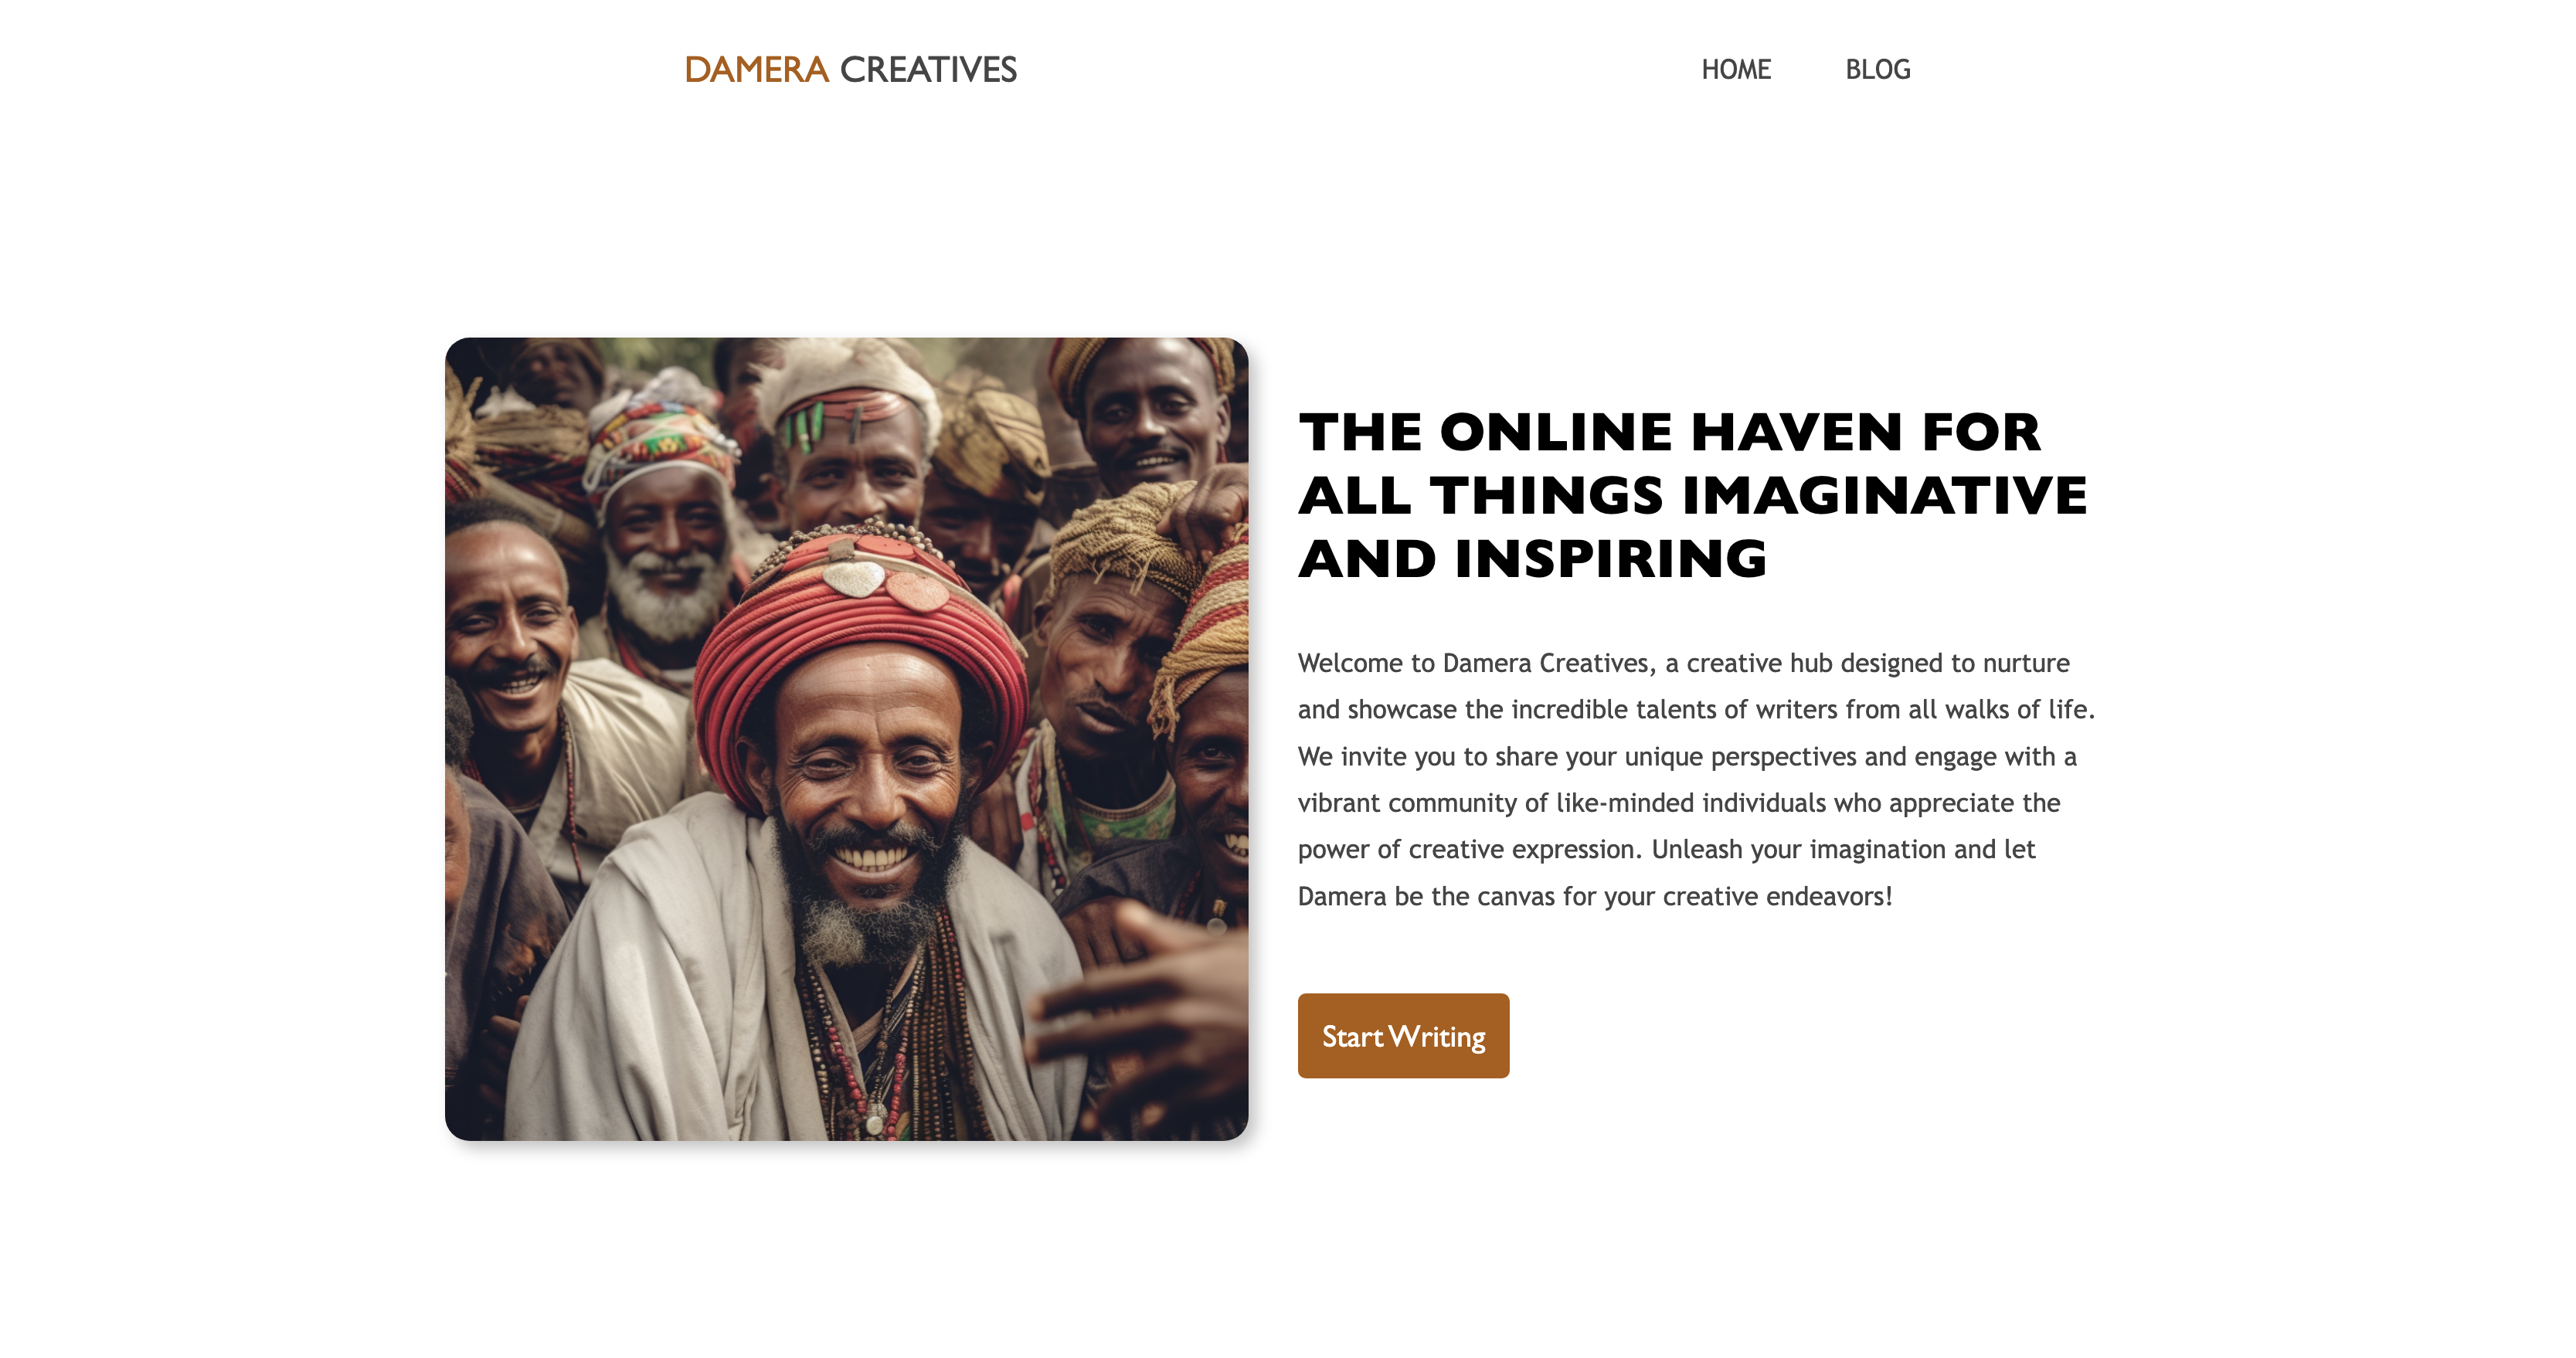 DAMERA CREATIVES
HOME
BLOG
THE ONLINE HAVEN FOR
ALL THINGS IMAGINATIVE
AND INSPIRING
Welcome to Damera Creatives, a creative hub designed to nurture
and showcase the incredible talents of writers from all walks of life.
We invite you to share your unique perspectives and engage with a
vibrant community of like-minded individuals who appreciate the
power of creative expression. Unleash your imagination and let
Damera be the canvas for your creative endeavors!
Start Writing